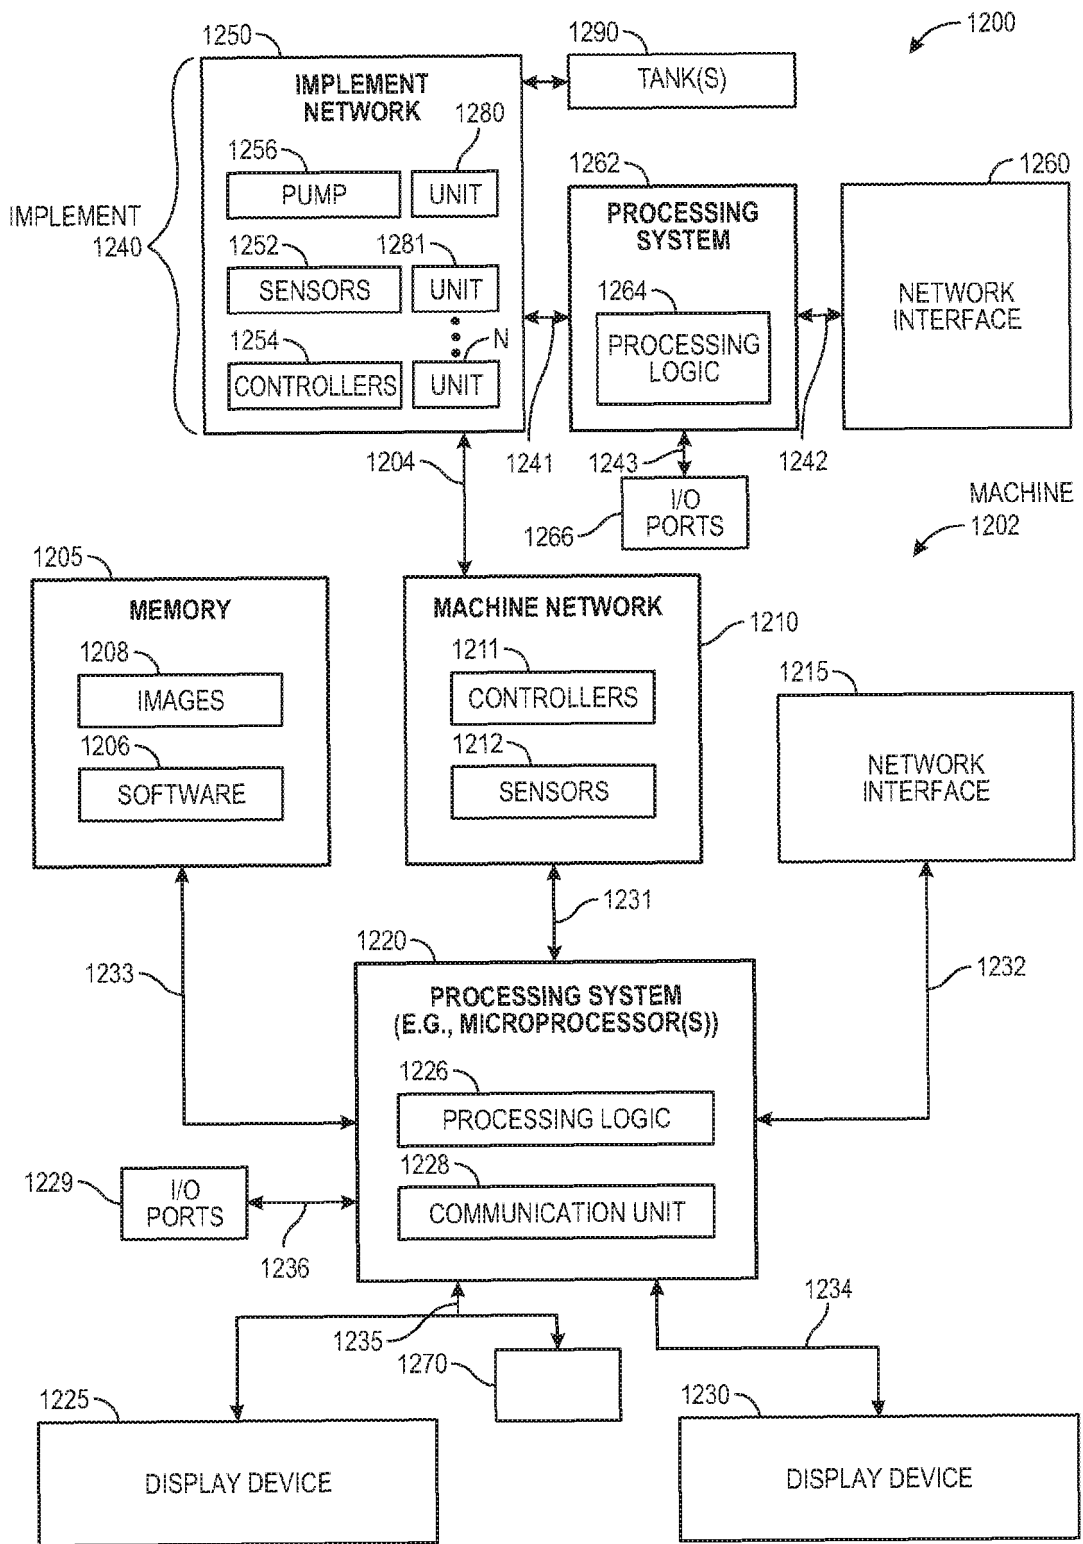 1200
1250
1290
IMPLEMENT
NETWORK
TANK(S)
1280
1256
PUMP
UNIT
1262
1260
IMPLEMENT
1240
PROCESSING
SYSTEM
1252
1281
SENSORS
UNIT
1264
NETWORK
INTERFACE
1254
N
PROCESSING
LOGIC
CONTROLLERS
UNIT
1204
1241
1243
1242
I/O
PORTS
1266
MACHINE
1202
1205
MEMORY
MACHINE NETWORK
1210
1208
IMAGES
1211
CONTROLLERS
1215
1206
SOFTWARE
1212
SENSORS
NETWORK
INTERFACE
1231
1220
1233
1232
PROCESSING SYSTEM
(E.G., MICROPROCESSOR(S))
1226
PROCESSING LOGIC
1229
I/O
PORTS
1228
COMMUNICATION UNIT
1236
1235
1234
1270
1225
1230
DISPLAY DEVICE
DISPLAY DEVICE